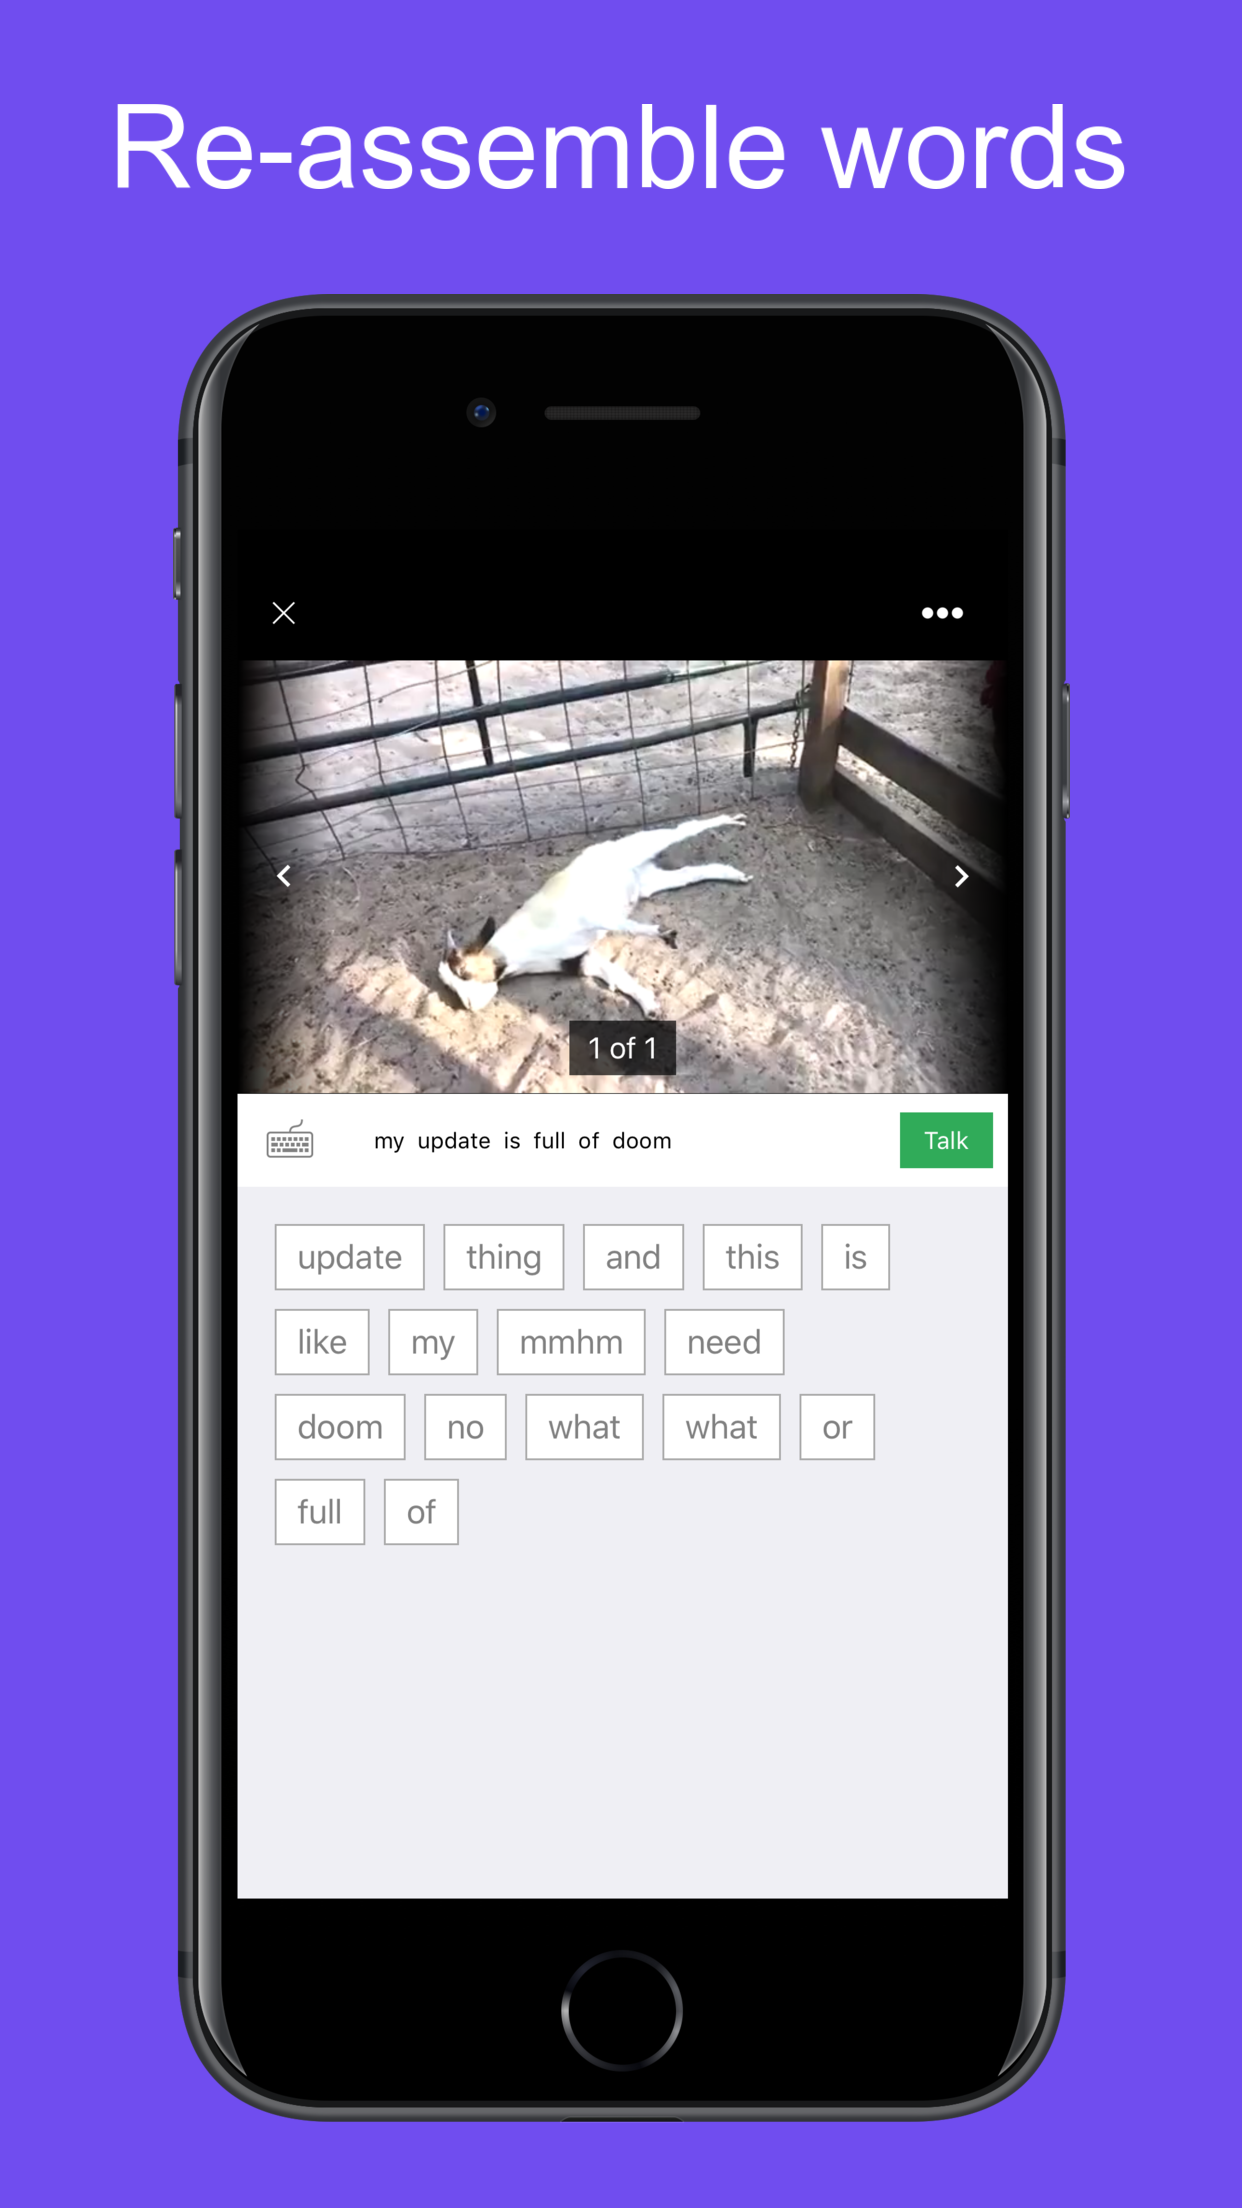 Re-assemble words
1 of 1
my update is full of doom
Talk
update thing and this is
like my mmhm need
doom no what what or
full of